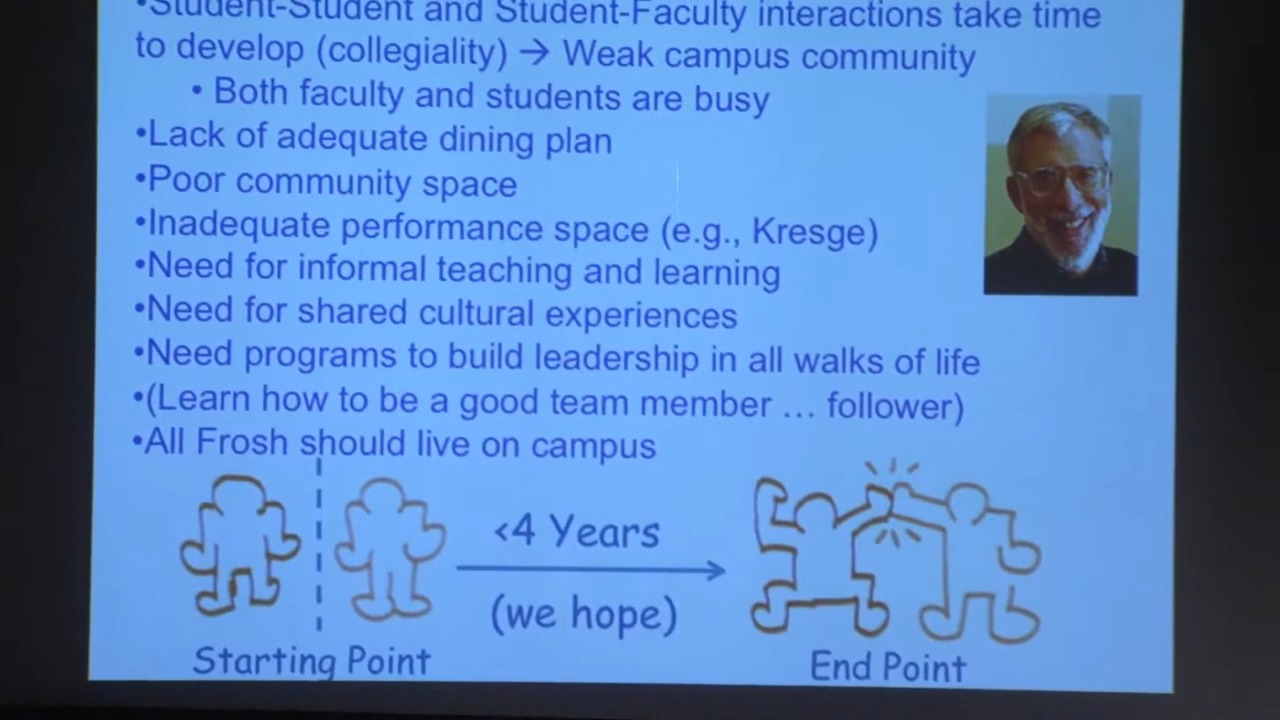 •Student-Student and Student-Faculty interactions take time
to develop (collegiality) → Weak campus community
• Both faculty and students are busy
•Lack of adequate dining plan
•Poor community space
•Inadequate performance space (e.g., Kresge)
•Need for informal teaching and learning
•Need for shared cultural experiences
•Need programs to build leadership in all walks of life
•(Learn how to be a good team member … follower)
•All Frosh should live on campus
<4 Years
(we hope)
Starting Point
End Point